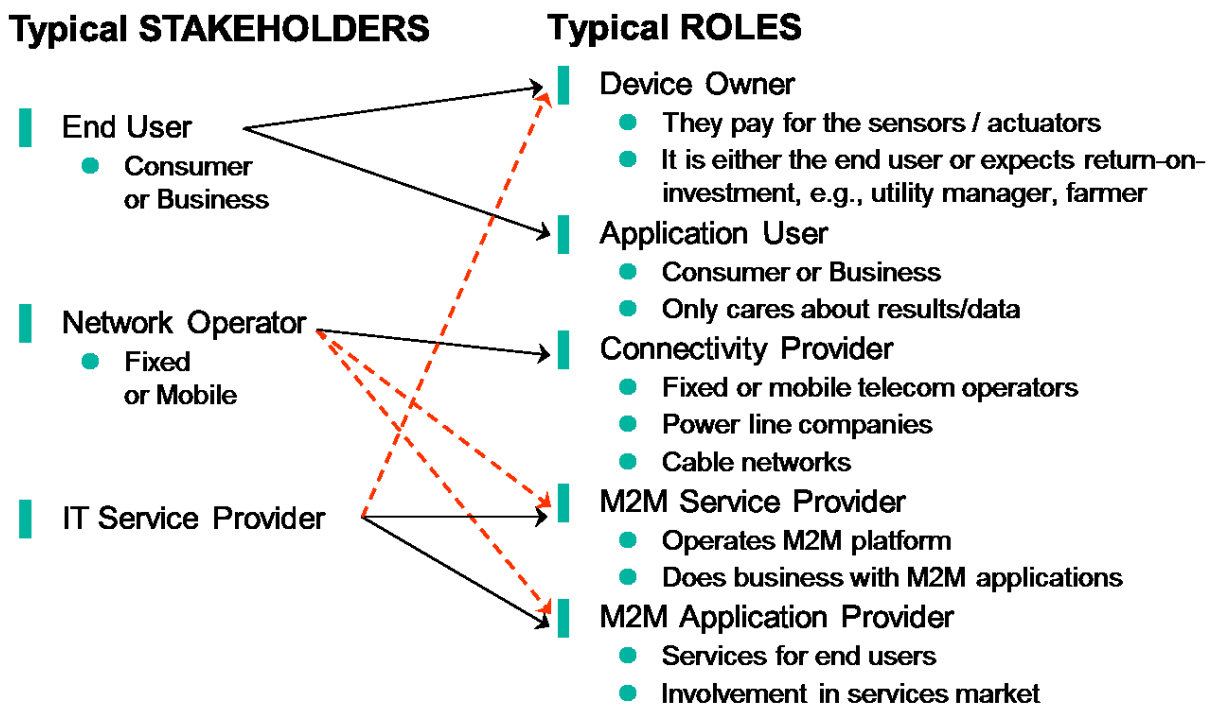 Typical STAKEHOLDERS
End User
Consumer
or Business
Network Operator
Fixed
or Mobile
IT Service Provider
Typical ROLES
Device Owner
They pay for the sensors / actuators
It is either the end user or expects return-on-
investment, e.g., utility manager, farmer
Application User
Consumer or Business
Only cares about results/data
Connectivity Provider
Fixed or mobile telecom operators
Power line companies
Cable networks
M2M Service Provider
Operates M2M platform
Does business with M2M applications
M2M Application Provider
Services for end users
Involvement in services market